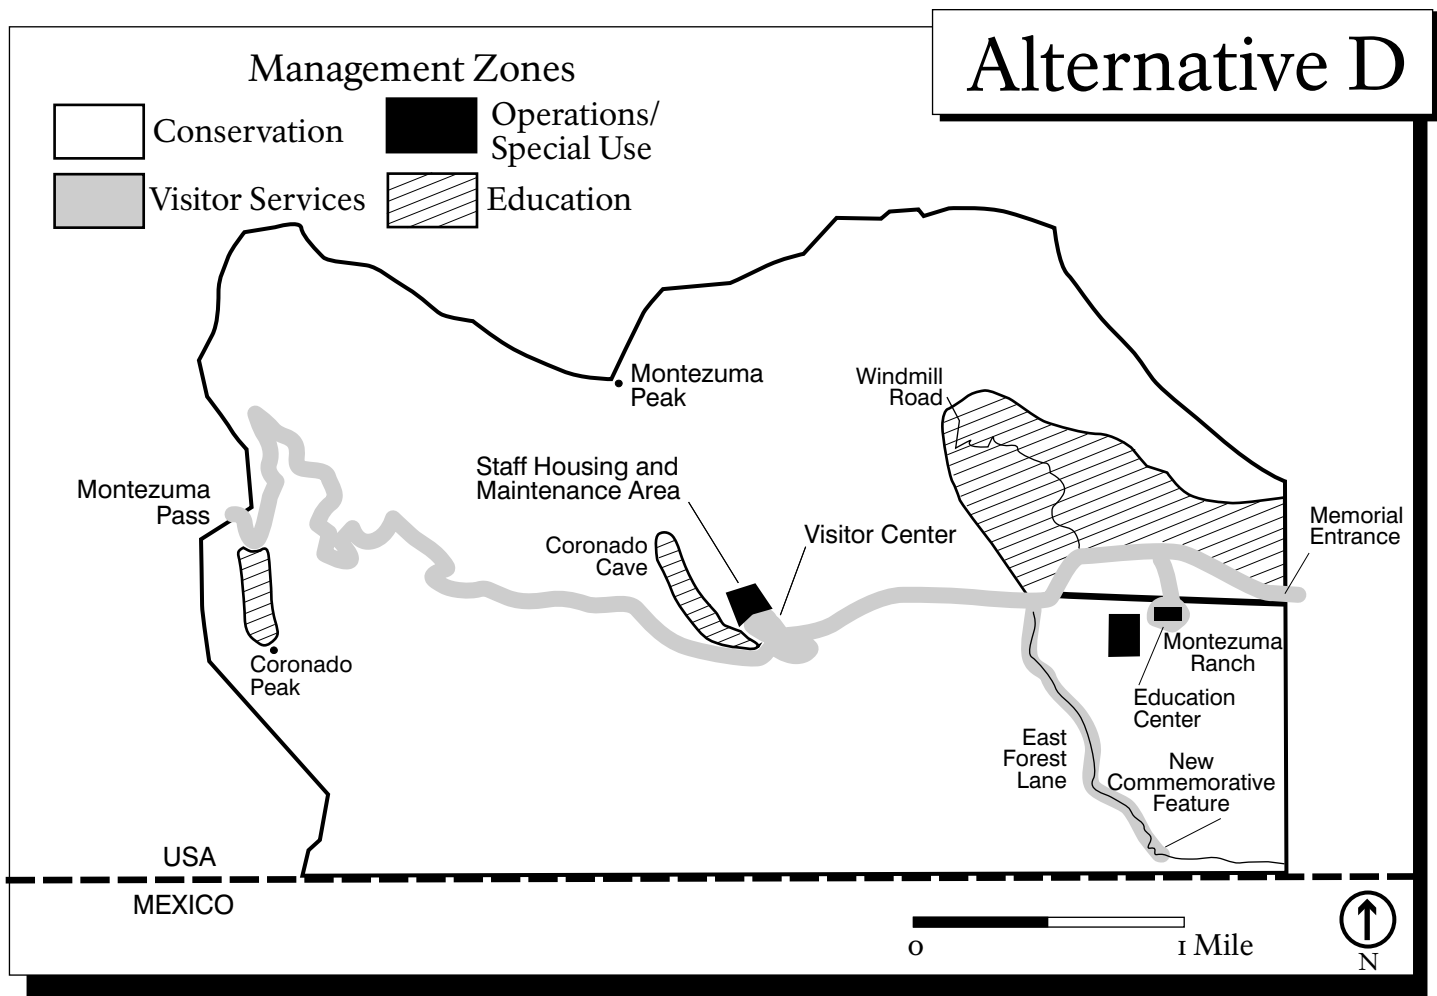 Alternative D
Management Zones
Conservation
Operations/
Special Use
Visitor Services
Education
Montezuma
Peak
Windmill
Road
Staff Housing and
Maintenance Area
Montezuma
Pass
Memorial
Entrance
Visitor Center
Coronado
Cave
Coronado
Peak
Montezuma
Ranch
Education
Center
East
Forest
Lane
New
Commemorative
Feature
USA
MEXICO
0
1 Mile
N